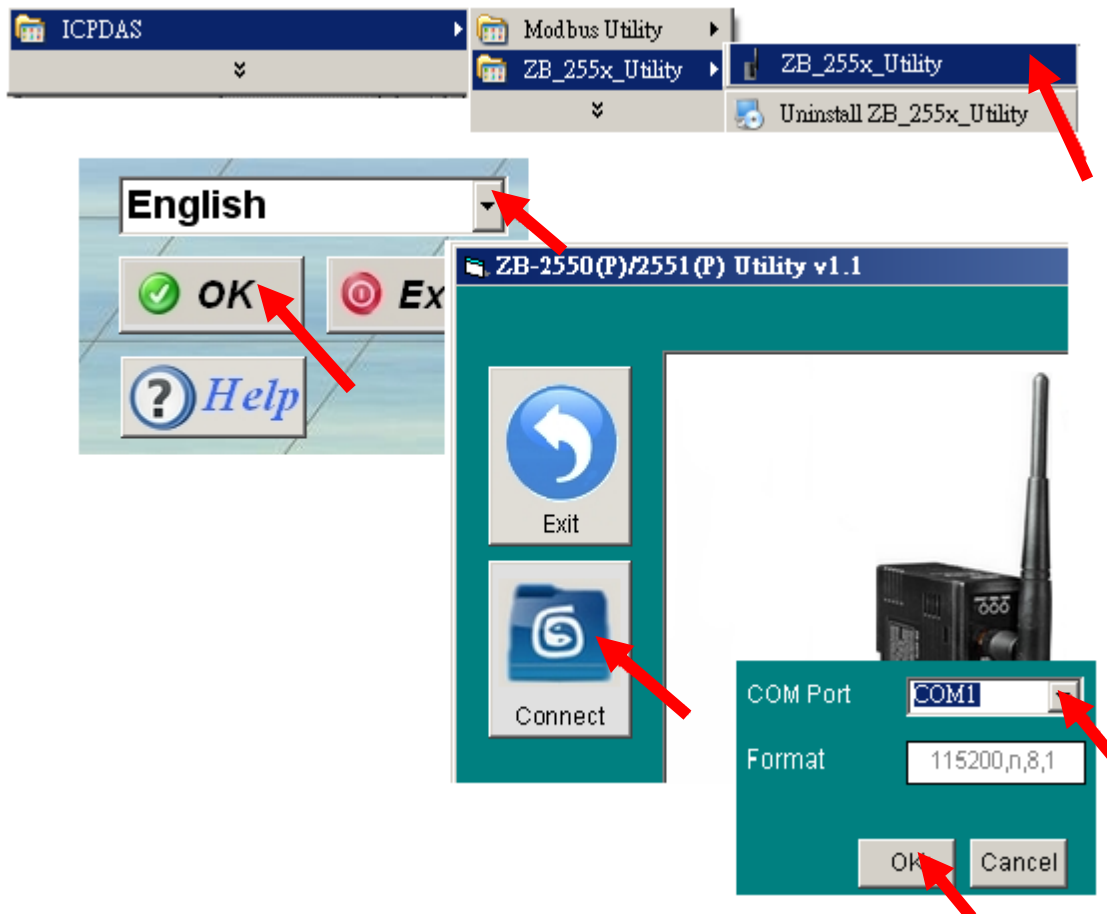 ICPDAS
Modbus Utility
ZB_255x_Utility
ZB_255x_Utility
Uninstall ZB_255x_Utility
English
OK
Ex
Help
ZB-2550(P)/2551(P) Utility v1.1
Exit
Connect
COM Port
COM1
Format
115200,n,8,1
OK
Cancel